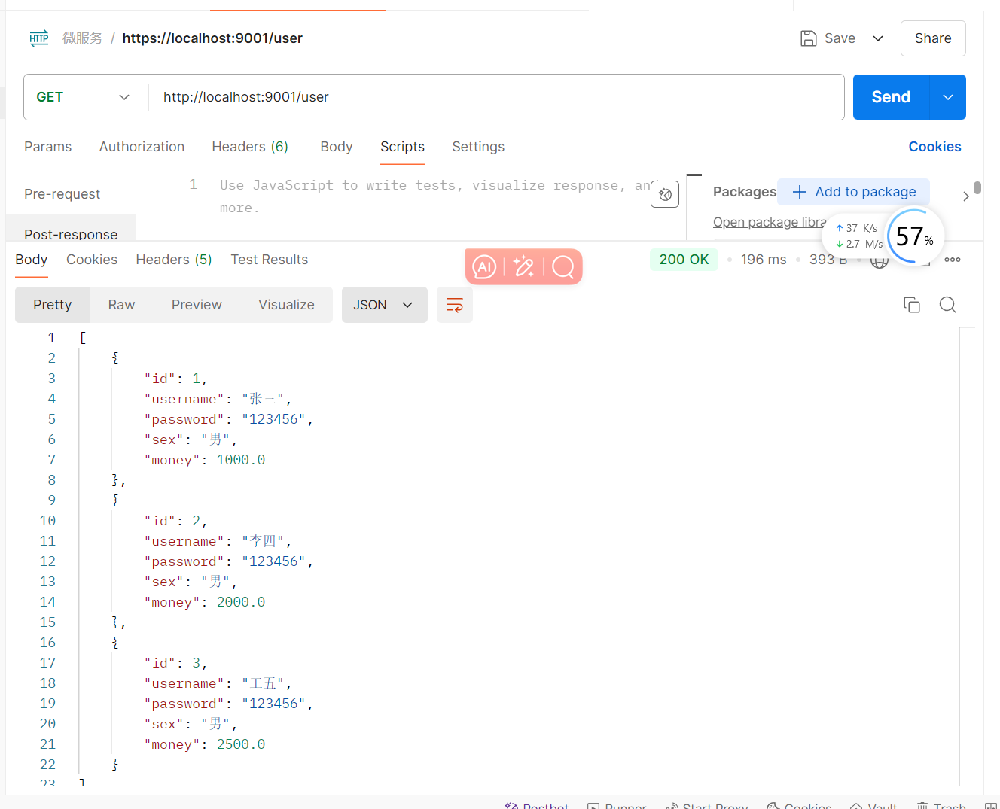 HTTP 微服务 / https://localhost:9001/user Save Share
GET http://localhost:9001/user Send
Params Authorization Headers (6) Body Scripts Settings Cookies
Pre-request
Post-response
1 Use JavaScript to write tests, visualize response, an
more.
Packages + Add to package
Open package libra
37 K/s
2.7 M/s
57%
Body Cookies Headers (5) Test Results AI 200 OK 196 ms 393 B
Pretty Raw Preview Visualize JSON
1 [
2 {
3 "id": 1,
4 "username": "张三",
5 "password": "123456",
6 "sex": "男",
7 "money": 1000.0
8 },
9 {
10 "id": 2,
11 "username": "李四",
12 "password": "123456",
13 "sex": "男",
14 "money": 2000.0
15 },
16 {
17 "id": 3,
18 "username": "王五",
19 "password": "123456",
20 "sex": "男",
21 "money": 2500.0
22 }
23 ]
Postbot Runner Start Proxy Cookies Vault Trash